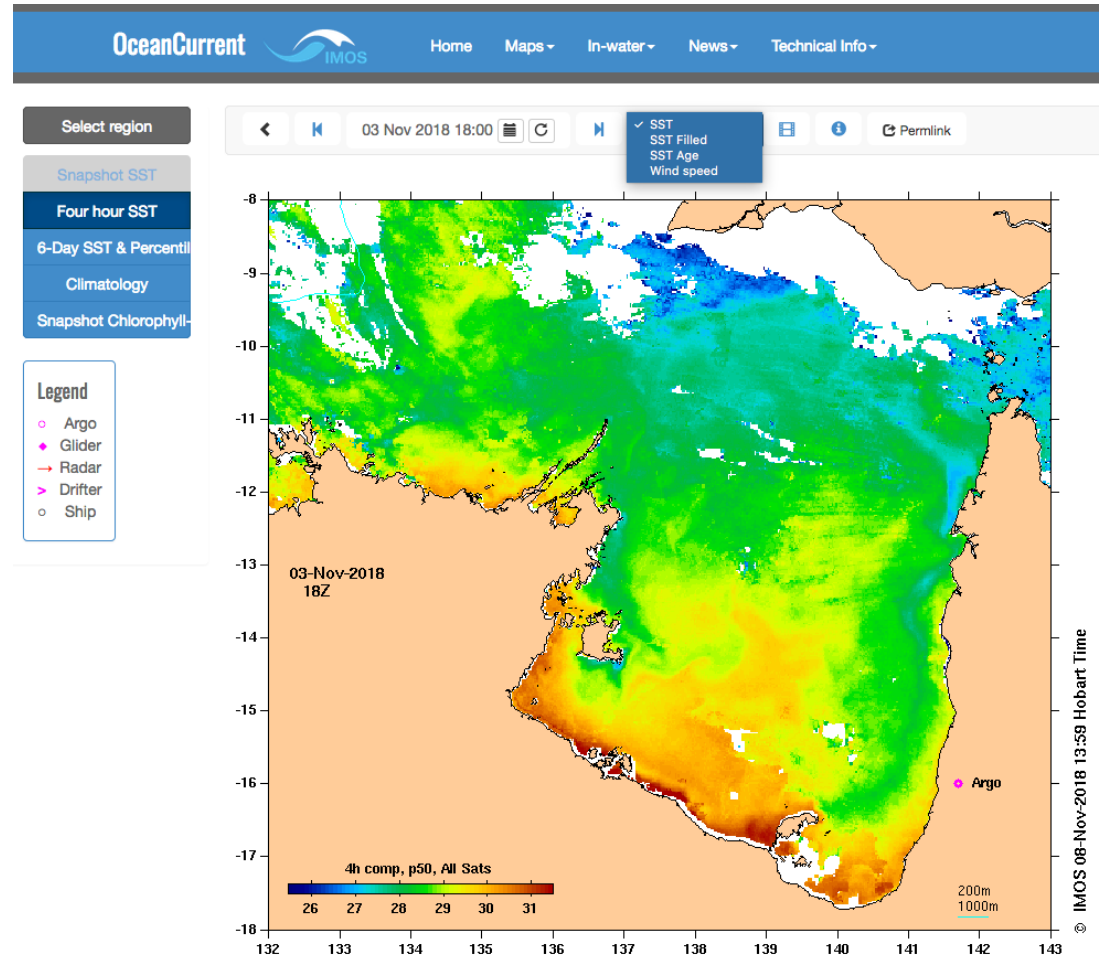 OceanCurrent
IMOS
Home Maps In-water News Technical Info
Select region
03 Nov 2018 18:00
✓ SST
SST Filled
SST Age
Wind speed
Permlink
Snapshot SST
Four hour SST
6-Day SST & Percentil
Climatology
Snapshot Chlorophyll-
Legend
Argo
Glider
Radar
Drifter
Ship
-8
-9
-10
-11
-12
-13
-14
-15
-16
-17
-18
03-Nov-2018
18Z
Argo
4h comp, p50, All Sats
26 27 28 29 30 31
200m
1000m
132 133 134 135 136 137 138 139 140 141 142 143
© IMOS 08-Nov-2018 13:59 Hobart Time